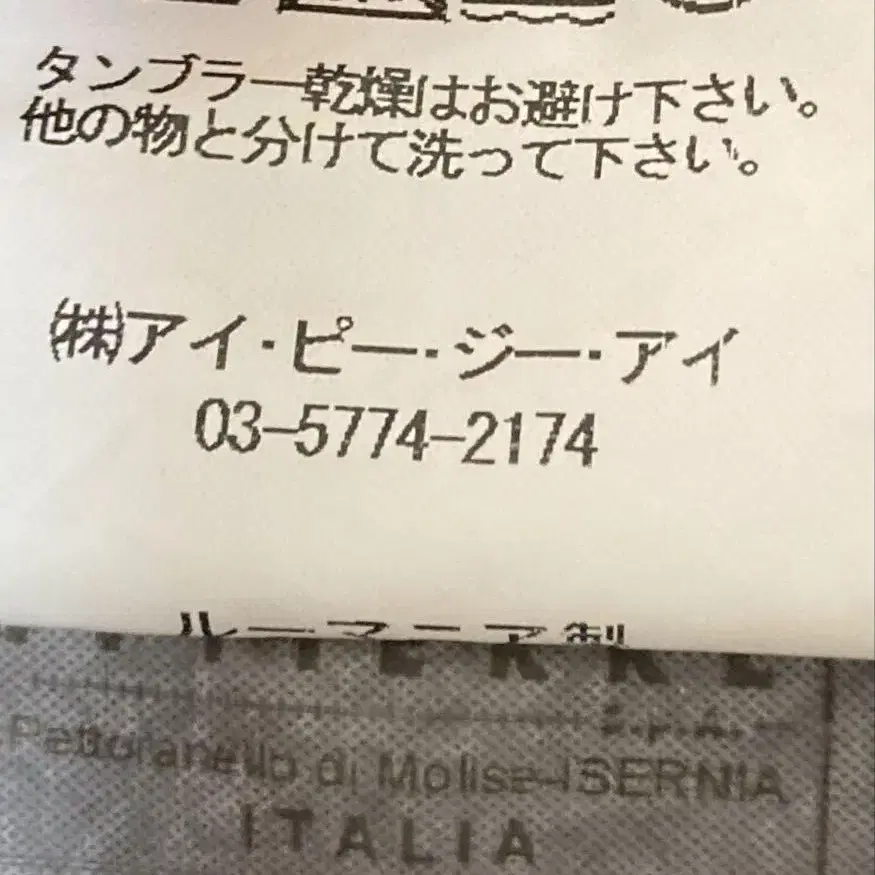 タンブラー乾燥はお避け下さい。
他の物と分けて洗って下さい。
㈱アイ・ピー・ジー・アイ
03-5774-2174
ルーマニア製
S.p.A.
Pettoranello di Molise-ISERNIA
ITALIA